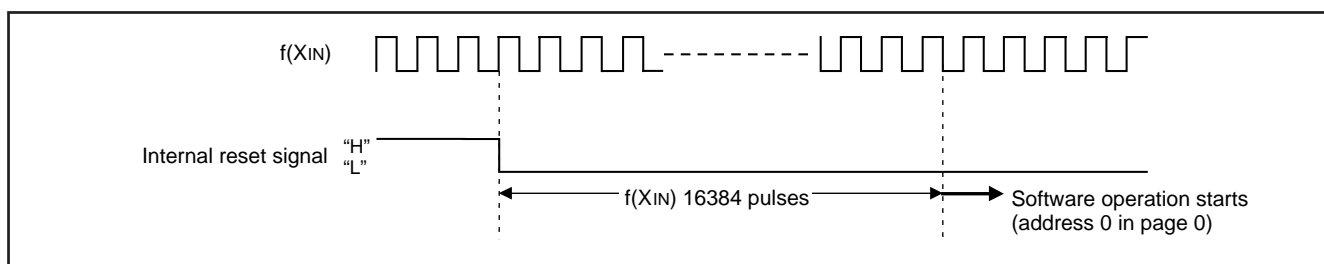 f(XIN)
Internal reset signal
“H”
“L”
f(XIN) 16384 pulses
Software operation starts
(address 0 in page 0)